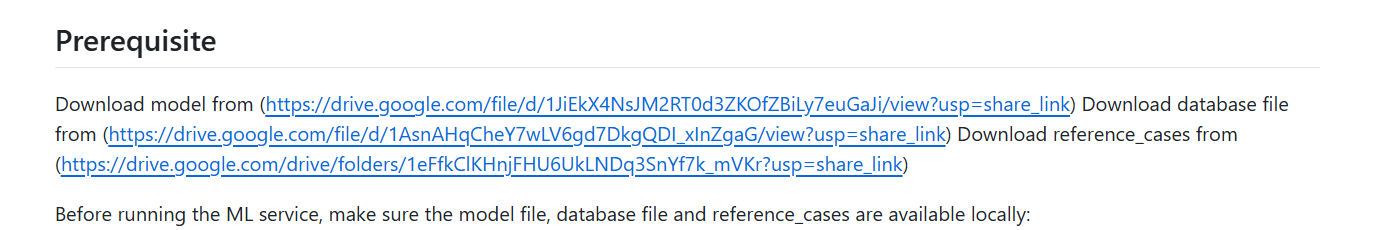 Prerequisite
Download model from (https://drive.google.com/file/d/1JiEkX4NsJM2RT0d3ZKOfZBiLy7euGaJi/view?usp=share_link) Download database file
from (https://drive.google.com/file/d/1AsnAHqCheY7wLV6gd7DkgQDI_xInZgaG/view?usp=share_link) Download reference_cases from
(https://drive.google.com/drive/folders/1eFfkClKHnjFHU6UkLNDq3SnYf7k_mVKr?usp=share_link)
Before running the ML service, make sure the model file, database file and reference_cases are available locally: